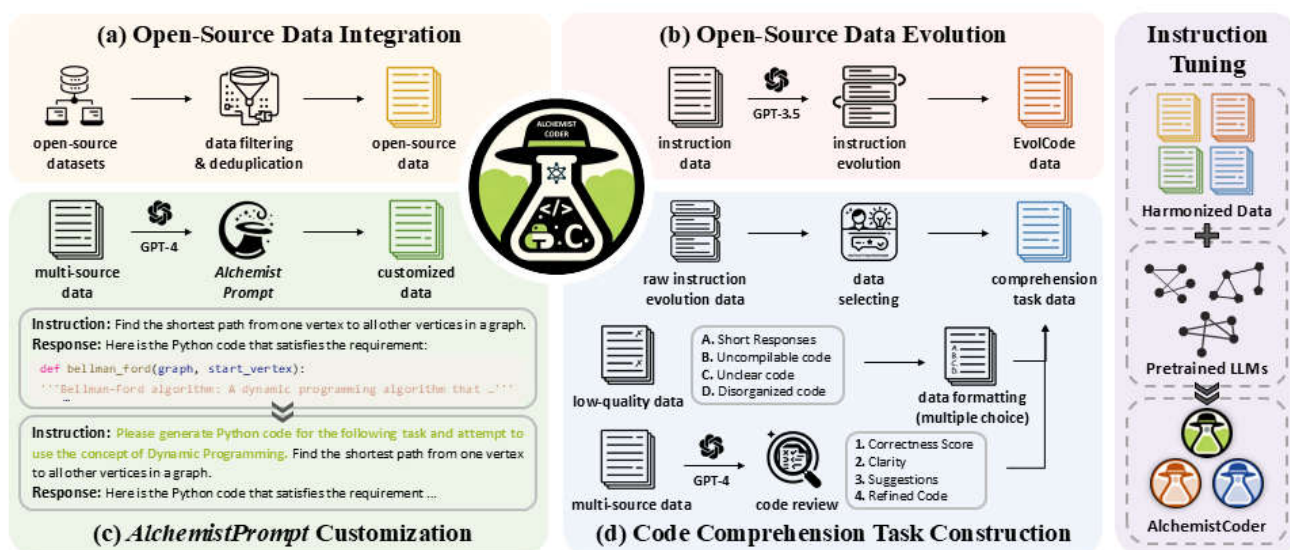 (a) Open-Source Data Integration
open-source
datasets
data filtering
& deduplication
open-source
data
(b) Open-Source Data Evolution
instruction
data
GPT-3.5
instruction
evolution
EvolCode
data
ALCHEMIST
CODER
</>
G
C.
GPT-4
multi-source
data
Alchemist
Prompt
customized
data
Instruction: Find the shortest path from one vertex to all other vertices in a graph.
Response: Here is the Python code that satisfies the requirement:
def bellman_ford(graph, start_vertex):
'''Bellman-Ford algorithm: A dynamic programming algorithm that …'''
…
Instruction: Please generate Python code for the following task and attempt to
use the concept of Dynamic Programming. Find the shortest path from one vertex
to all other vertices in a graph.
Response: Here is the Python code that satisfies the requirement ...
(c) AlchemistPrompt Customization
raw instruction
evolution data
data
selecting
comprehension
task data
low-quality data
A. Short Responses
B. Uncompilable code
C. Unclear code
D. Disorganized code
A
B
C
D
data formatting
(multiple choice)
multi-source data
GPT-4
code review
1. Correctness Score
2. Clarity
3. Suggestions
4. Refined Code
(d) Code Comprehension Task Construction
Instruction
Tuning
Harmonized Data
Pretrained LLMs
AlchemistCoder